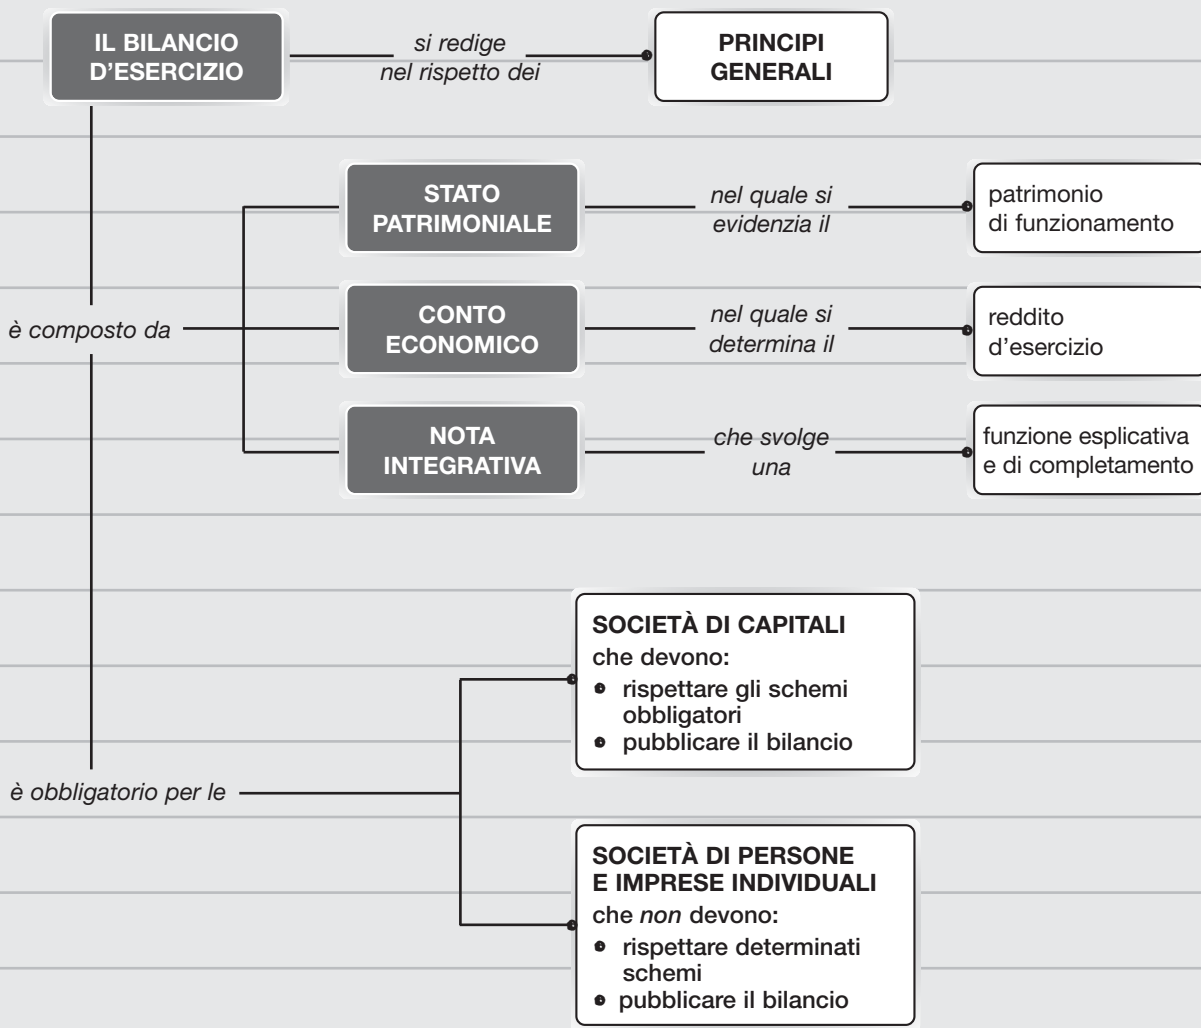 IL BILANCIO
D'ESERCIZIO
si redige
nel rispetto dei
PRINCIPI
GENERALI
è composto da
STATO
PATRIMONIALE
nel quale si
evidenzia il
patrimonio
di funzionamento
CONTO
ECONOMICO
nel quale si
determina il
reddito
d'esercizio
NOTA
INTEGRATIVA
che svolge
una
funzione esplicativa
e di completamento
è obbligatorio per le
SOCIETÀ DI CAPITALI
che devono:
• rispettare gli schemi
obbligatori
• pubblicare il bilancio
SOCIETÀ DI PERSONE
E IMPRESE INDIVIDUALI
che non devono:
• rispettare determinati
schemi
• pubblicare il bilancio